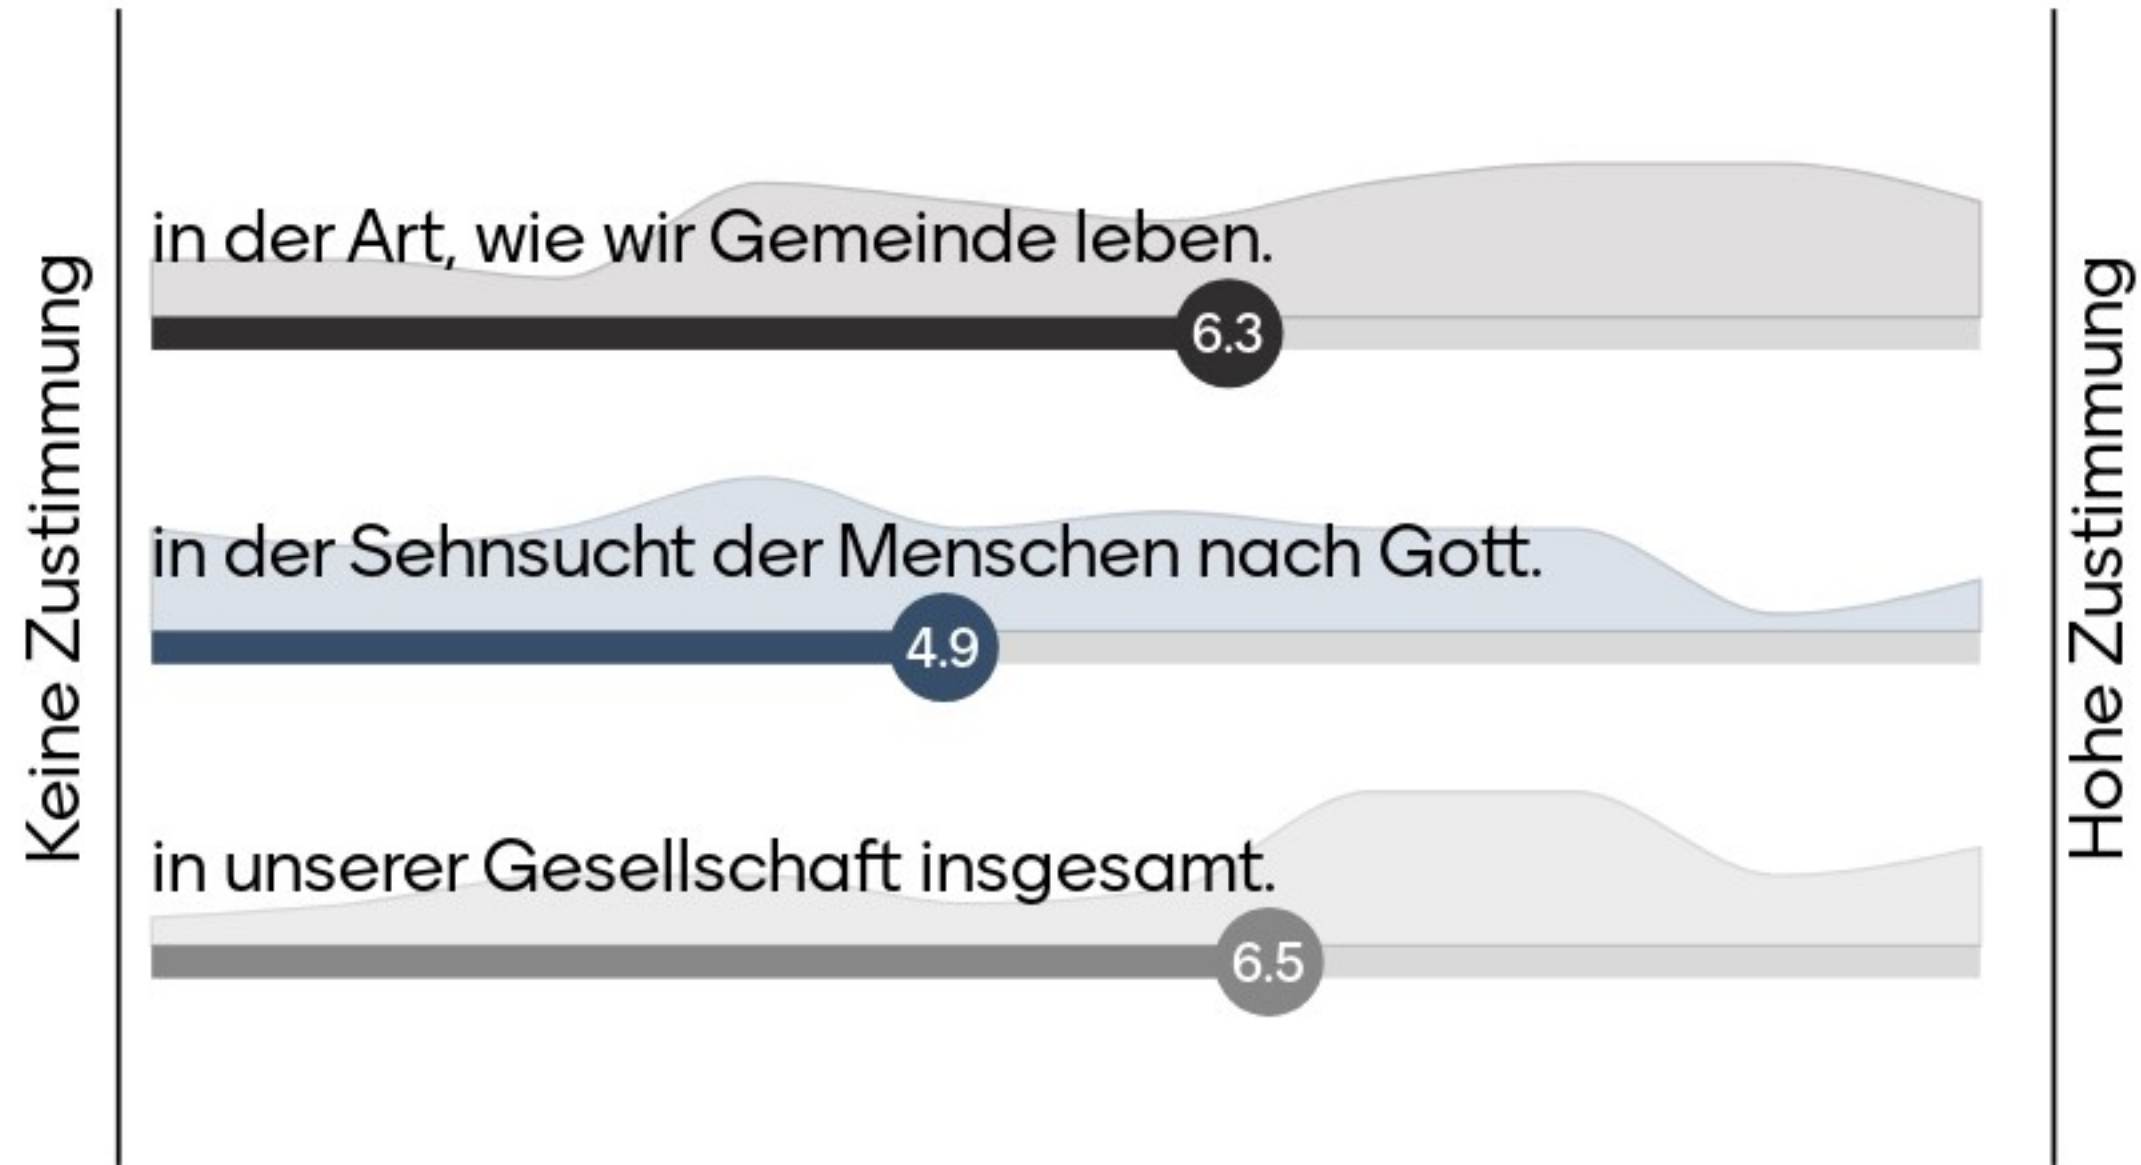 Keine Zustimmung
in der Art, wie wir Gemeinde leben.
6.3
in der Sehnsucht der Menschen nach Gott.
4.9
in unserer Gesellschaft insgesamt.
6.5
Hohe Zustimmung